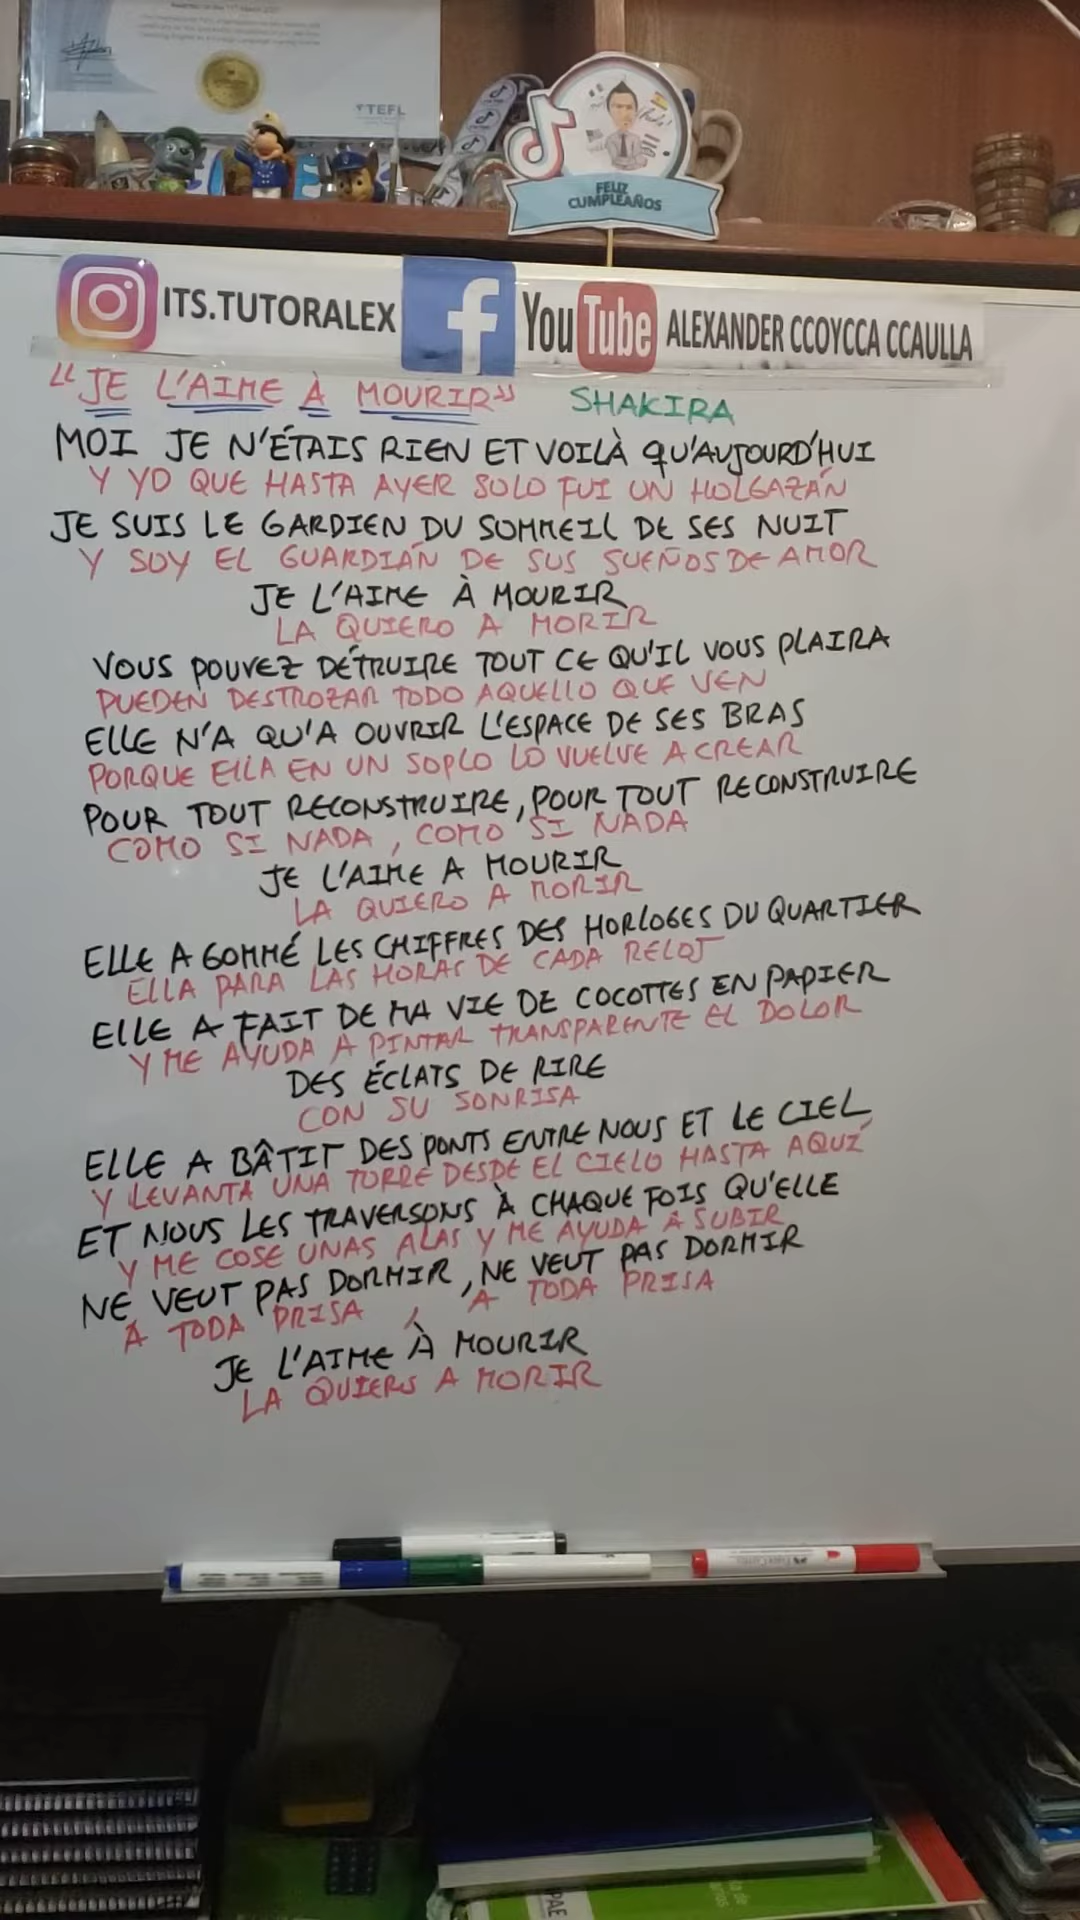 TEFL
FELIZ
CUMPLEAÑOS
ITS.TUTORALEX
YouTube ALEXANDER CCOYCCA CCAULLA
"JE L'AIME À MOURIR" SHAKIRA
MOI JE N'ÉTAIS RIEN ET VOILÀ QU'AUJOURD'HUI
Y YO QUE HASTA AYER SOLO FUI UN HOLGAZÁN
JE SUIS LE GARDIEN DU SOMMEIL DE SES NUIT
Y SOY EL GUARDIÁN DE SUS SUEÑOS DE AMOR
JE L'AIME À MOURIR
LA QUIERO A MORIR
VOUS POUVEZ DÉTRUIRE TOUT CE QU'IL VOUS PLAIRA
PUEDEN DESTROZAR TODO AQUELLO QUE VEN
ELLE N'A QU'A OUVRIR L'ESPACE DE SES BRAS
PORQUE ELLA EN UN SOPLO LO VUELVE A CREAR
POUR TOUT RECONSTRUIRE, POUR TOUT RECONSTRUIRE
COMO SI NADA, COMO SI NADA
JE L'AIME A MOURIR
LA QUIERO A MORIR
ELLE A GOMMÉ LES CHIFFRES DES HORLOGES DU QUARTIER
ELLA PARA LAS HORAS DE CADA RELOJ
ELLE A FAIT DE MA VIE DE COCOTTES EN PAPIER
Y ME AYUDA A PINTAR TRANSPARENTE EL DOLOR
DES ÉCLATS DE RIRE
CON SU SONRISA
ELLE A BÂTIT DES PONTS ENTRE NOUS ET LE CIEL
Y LEVANTA UNA TORRE DESDE EL CIELO HASTA AQUÍ
ET NOUS LES TRAVERSONS À CHAQUE FOIS QU'ELLE
Y ME COSE UNAS ALAS Y ME AYUDA A SUBIR
NE VEUT PAS DORMIR, NE VEUT PAS DORMIR
A TODA PRISA, A TODA PRISA
JE L'AIME À MOURIR
LA QUIERO A MORIR